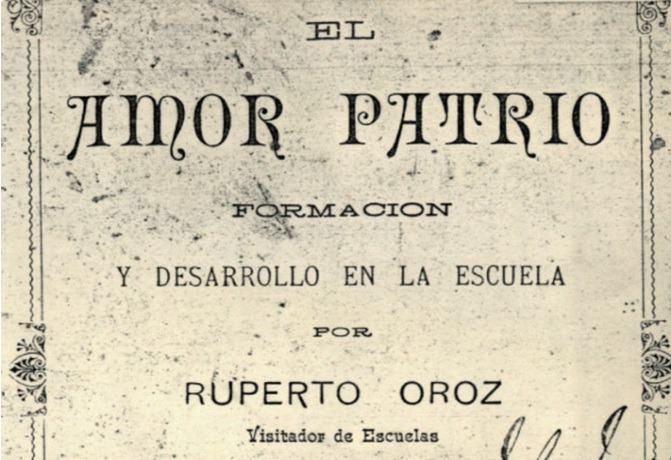 EL
AMOR PATRIO
FORMACION
Y DESARROLLO EN LA ESCUELA
POR
RUPERTO OROZ
Visitador de Escuelas